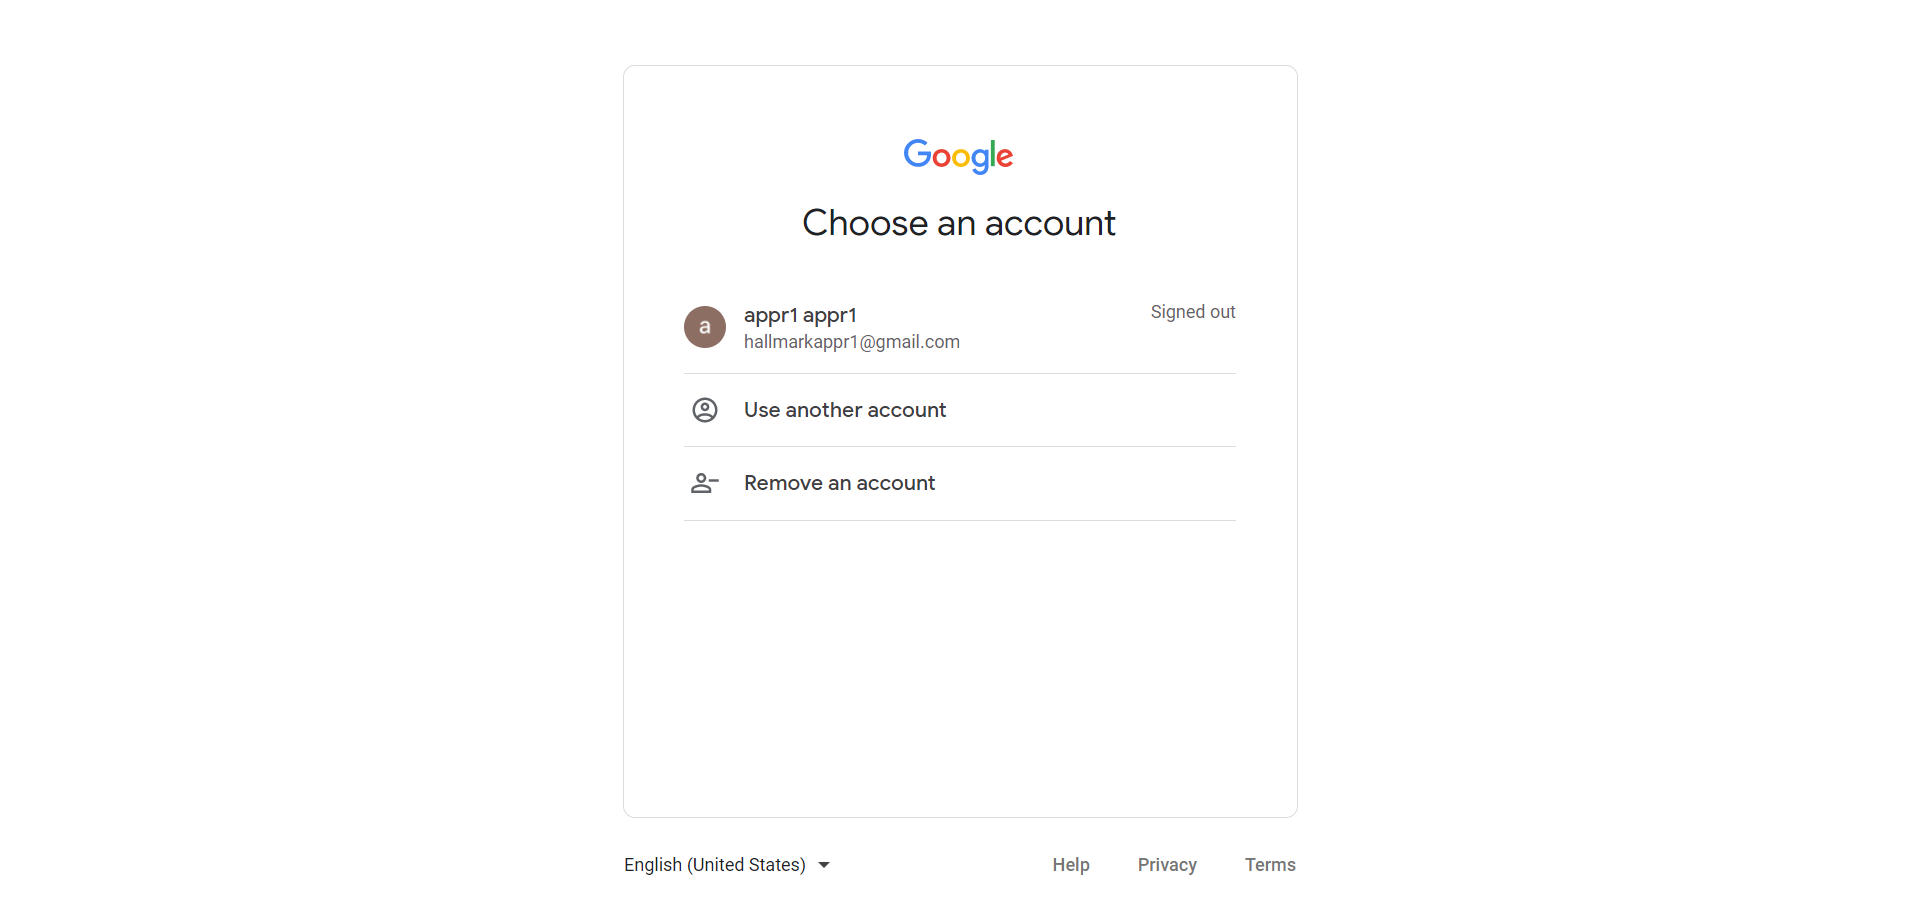 Google
Choose an account
a
appr1 appr1
Signed out
hallmarkappr1@gmail.com
Use another account
Remove an account
English (United States)
Help
Privacy
Terms